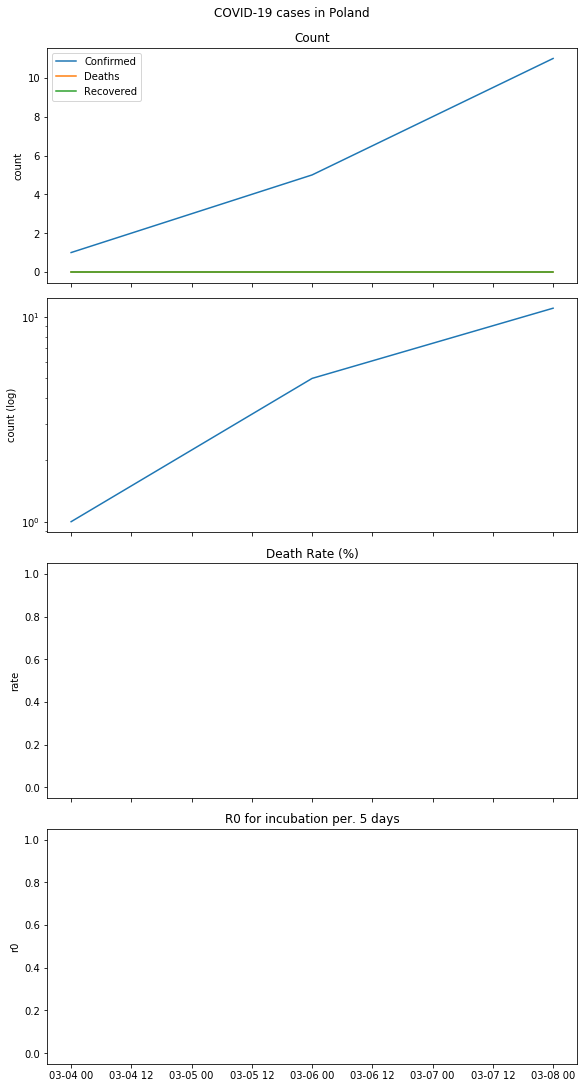 COVID-19 cases in Poland
Count
Confirmed
Deaths
Recovered
10
8
6
4
2
0
count
10¹
10⁰
count (log)
Death Rate (%)
1.0
0.8
0.6
0.4
0.2
0.0
rate
R0 for incubation per. 5 days
1.0
0.8
0.6
0.4
0.2
0.0
r0
03-04 00 03-04 12 03-05 00 03-05 12 03-06 00 03-06 12 03-07 00 03-07 12 03-08 00